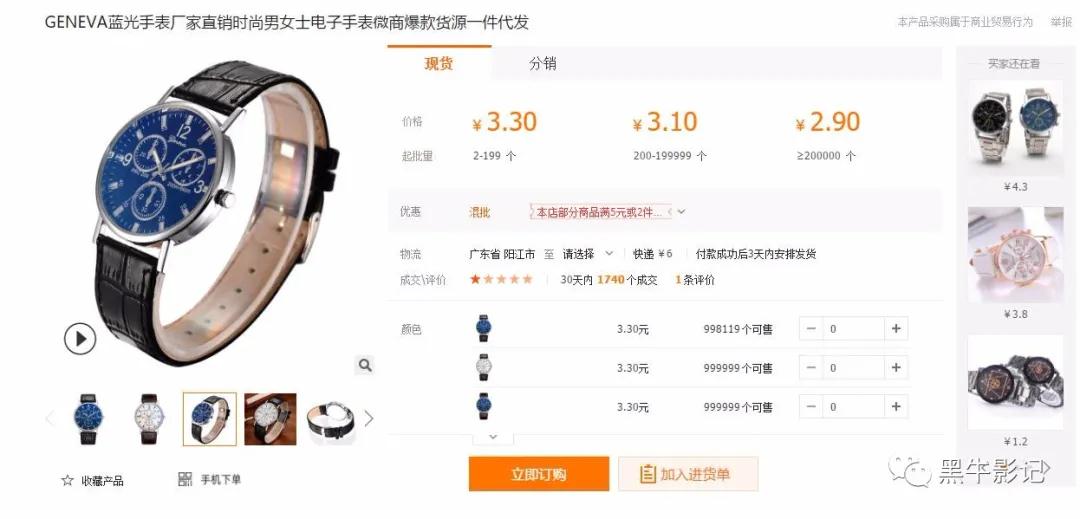 GENEVA蓝光手表厂家直销时尚男女士电子手表微商爆款货源一件代发
本产品采购属于商业贸易行为 举报
现货 分销
买家还在看
价格 ¥3.30 ¥3.10 ¥2.90
起批量 2-199 个 200-199999 个 ≥200000 个
¥4.3
优惠 混批 本店部分商品满5元或2件...
物流 广东省 阳江市 至 请选择 快递 ¥6 付款成功后3天内安排发货
成交\评价 30天内 1740 个成交 1 条评价
¥3.8
颜色 3.30元 998119个可售 − 0 +
3.30元 999999个可售 − 0 +
3.30元 999999个可售 − 0 +
¥1.2
收藏产品 手机下单
立即订购 加入进货单
黑牛影记